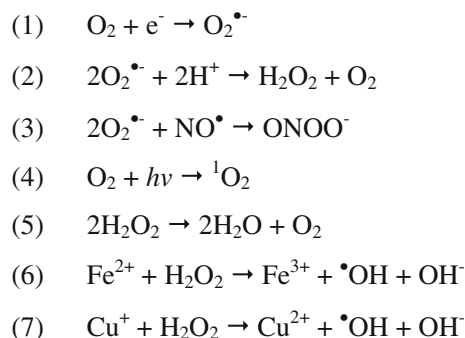 (1) O₂ + e⁻ → O₂•⁻
(2) 2O₂•⁻ + 2H⁺ → H₂O₂ + O₂
(3) 2O₂•⁻ + NO• → ONOO⁻
(4) O₂ + hv → ¹O₂
(5) 2H₂O₂ → 2H₂O + O₂
(6) Fe²⁺ + H₂O₂ → Fe³⁺ + •OH + OH⁻
(7) Cu⁺ + H₂O₂ → Cu²⁺ + •OH + OH⁻